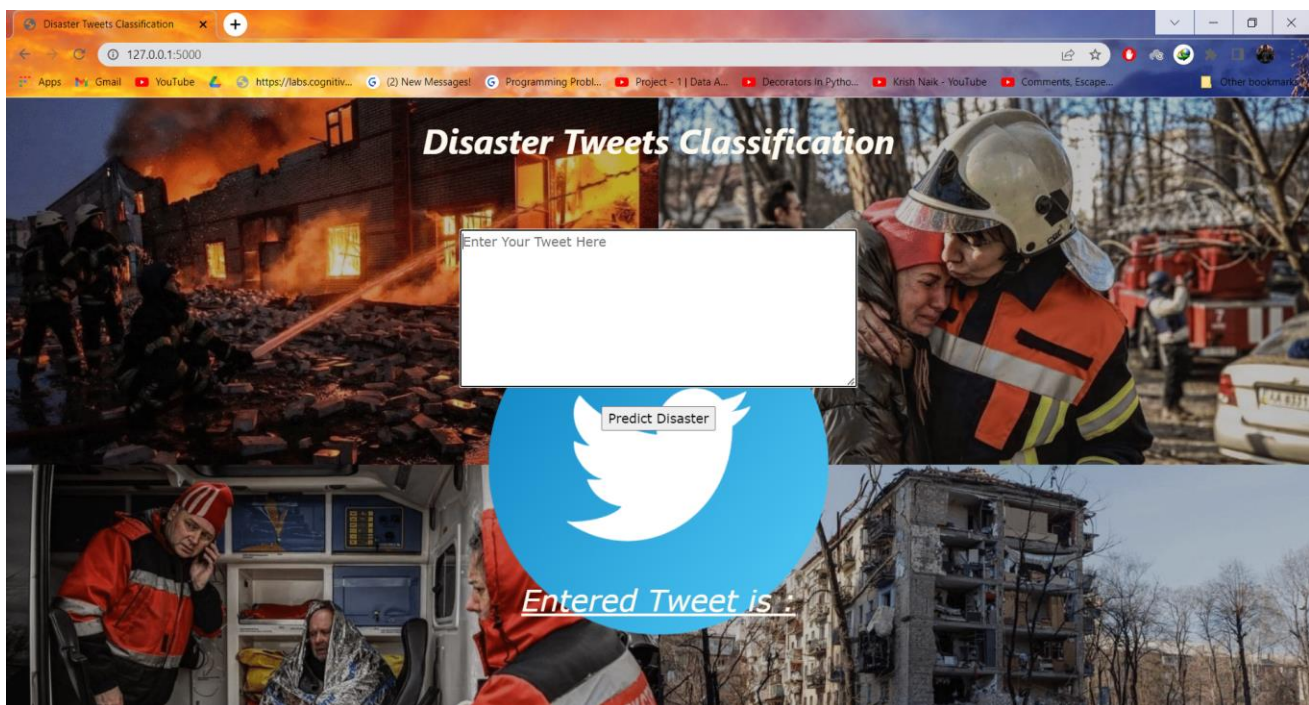 Disaster Tweets Classification
127.0.0.1:5000
Apps Gmail YouTube https://labs.cognitiv... (2) New Messages! Programming Probl... Project - 1 | Data A... Decorators In Pytho... Krish Naik - YouTube Comments, Escape... Other bookmarks
Disaster Tweets Classification
Enter Your Tweet Here
Predict Disaster
Entered Tweet is :